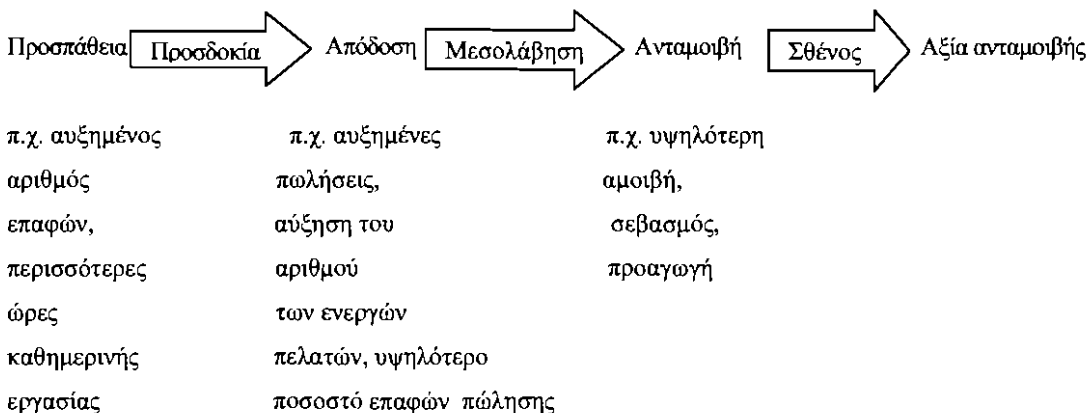 Προσπάθεια Προσδοκία Απόδοση Μεσολάβηση Ανταμοιβή Σθένος Αξία ανταμοιβής
π.χ. αυξημένος π.χ. αυξημένες π.χ. υψηλότερη
αριθμός πωλήσεις, αμοιβή,
επαφών, αύξηση του σεβασμός,
περισσότερες αριθμού προαγωγή
ώρες των ενεργών
καθημερινής πελατών, υψηλότερο
εργασίας ποσοστό επαφών πώλησης